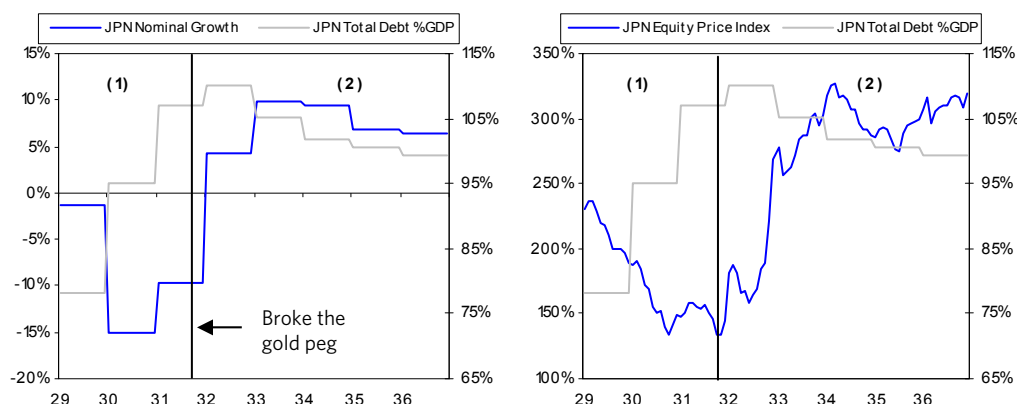 JPN Nominal Growth JPN Total Debt %GDP
15% 115%
(1) (2)
10% 105%
5%
0% 95%
-5% 85%
-10%
75%
-15%
Broke the
gold peg
-20% 65%
29 30 31 32 33 34 35 36
JPN Equity Price Index JPN Total Debt %GDP
350% 115%
(1) (2)
300% 105%
250% 95%
200% 85%
150% 75%
100% 65%
29 30 31 32 33 34 35 36